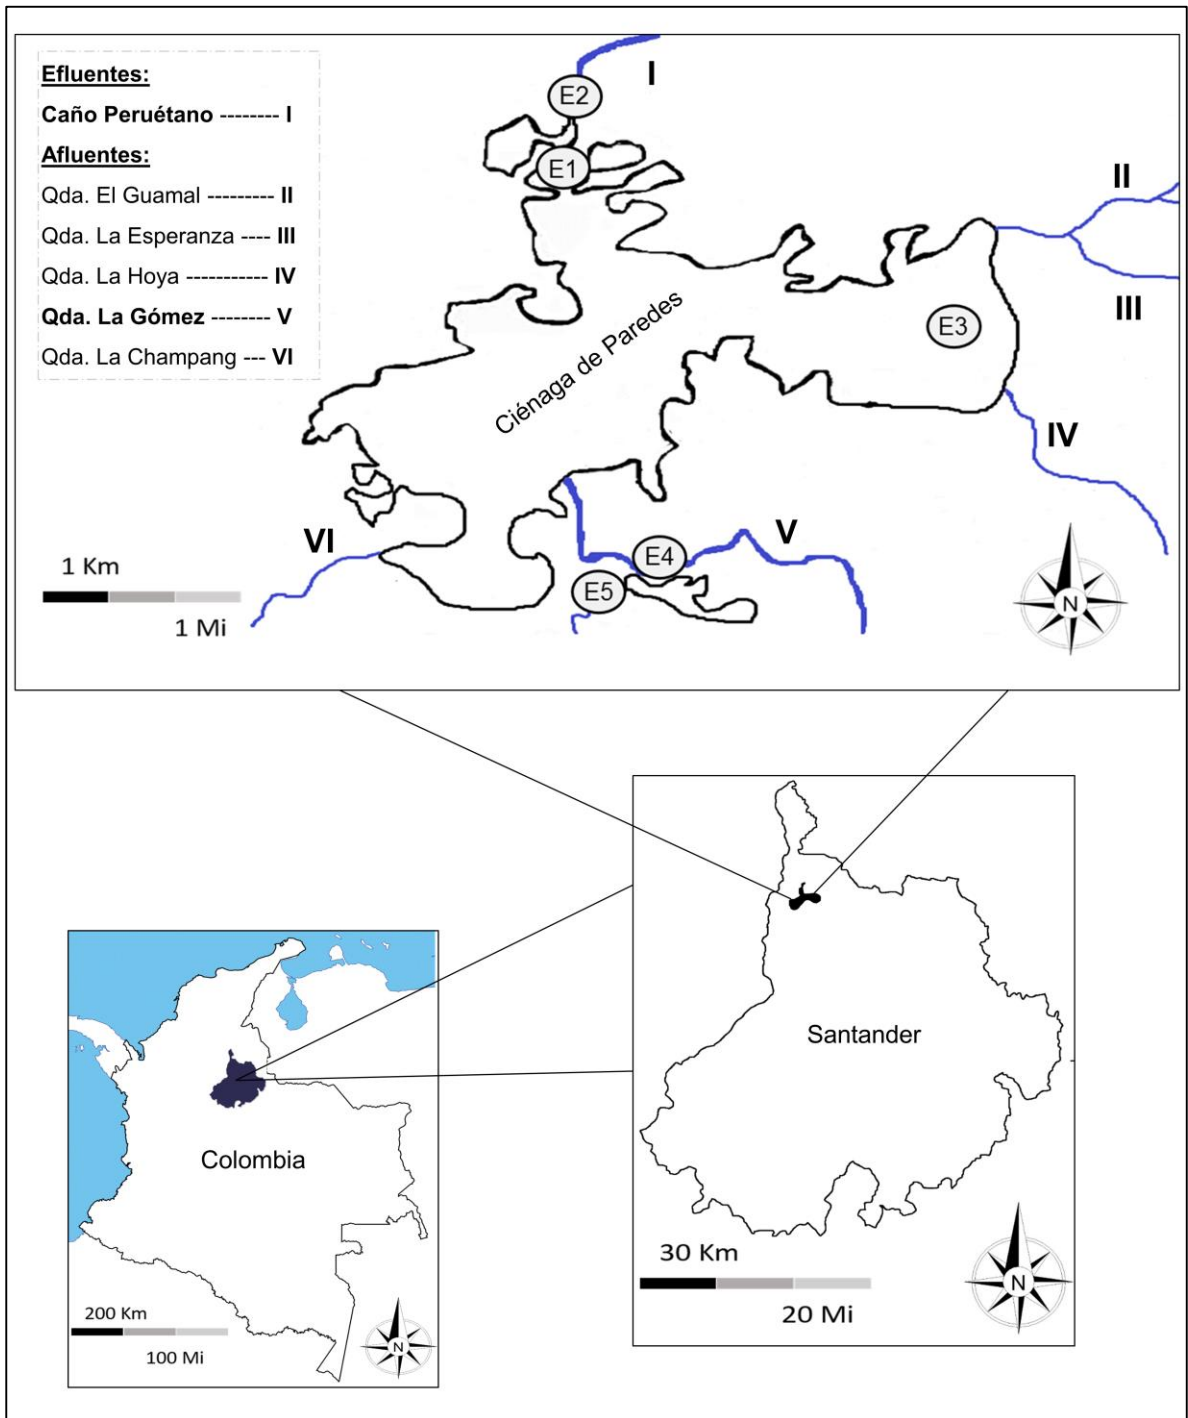 Efluentes:
Caño Peruétano -------- I
Afluentes:
Qda. El Guamal --------- II
Qda. La Esperanza ---- III
Qda. La Hoya ----------- IV
Qda. La Gómez -------- V
Qda. La Champang --- VI
I
E2
E1
II
III
E3
Ciénaga de Paredes
IV
V
VI
E4
E5
1 Km
1 Mi
N
Santander
30 Km
20 Mi
N
Colombia
200 Km
100 Mi
N